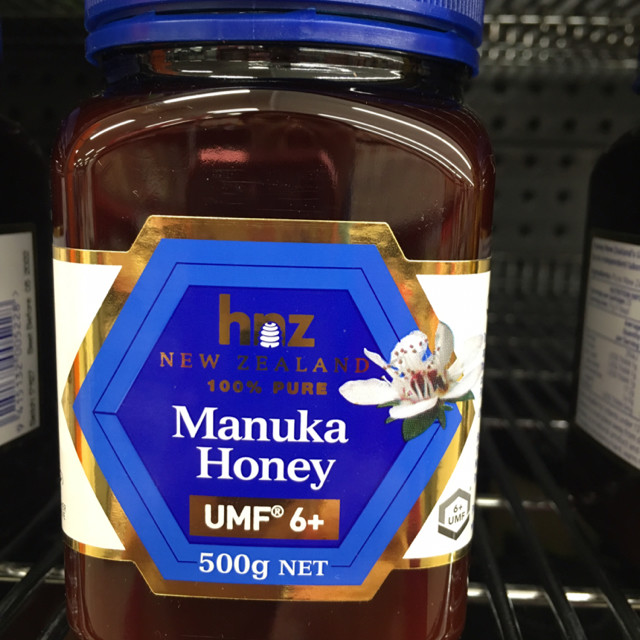 hnz
NEW ZEALAND
100% PURE
Manuka
Honey
UMF® 6+
500g NET
6+
UMF